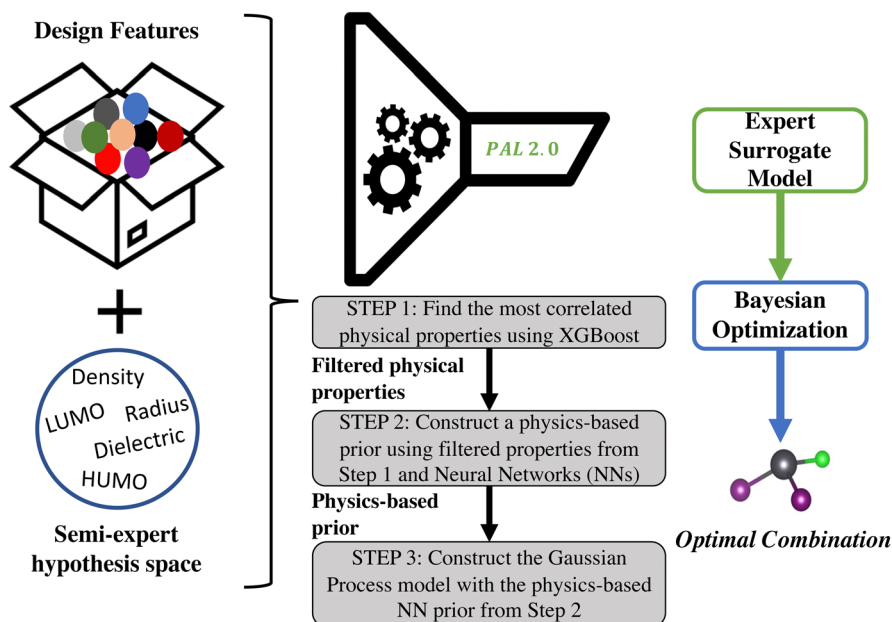 Design Features
Density
LUMO
Radius
Dielectric
HUMO
Semi-expert
hypothesis space
PAL 2.0
STEP 1: Find the most correlated
physical properties using XGBoost
Filtered physical
properties
STEP 2: Construct a physics-based
prior using filtered properties from
Step 1 and Neural Networks (NNs)
Physics-based
prior
STEP 3: Construct the Gaussian
Process model with the physics-based
NN prior from Step 2
Expert
Surrogate
Model
Bayesian
Optimization
Optimal Combination